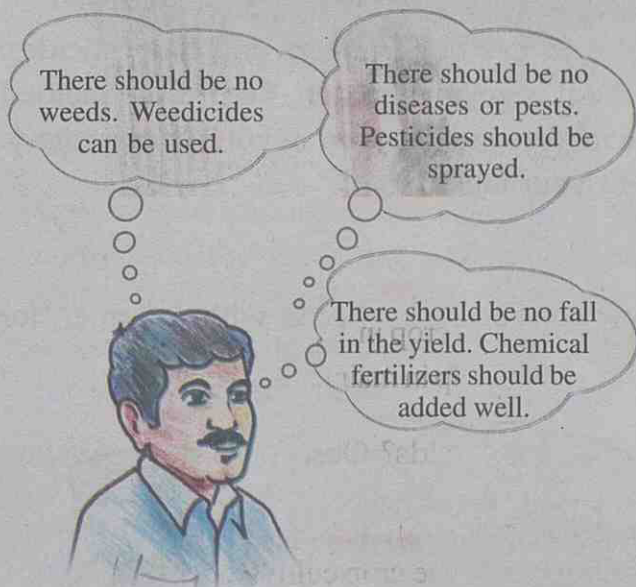 There should be no
weeds. Weedicides
can be used.
There should be no
diseases or pests.
Pesticides should be
sprayed.
There should be no fall
in the yield. Chemical
fertilizers should be
added well.